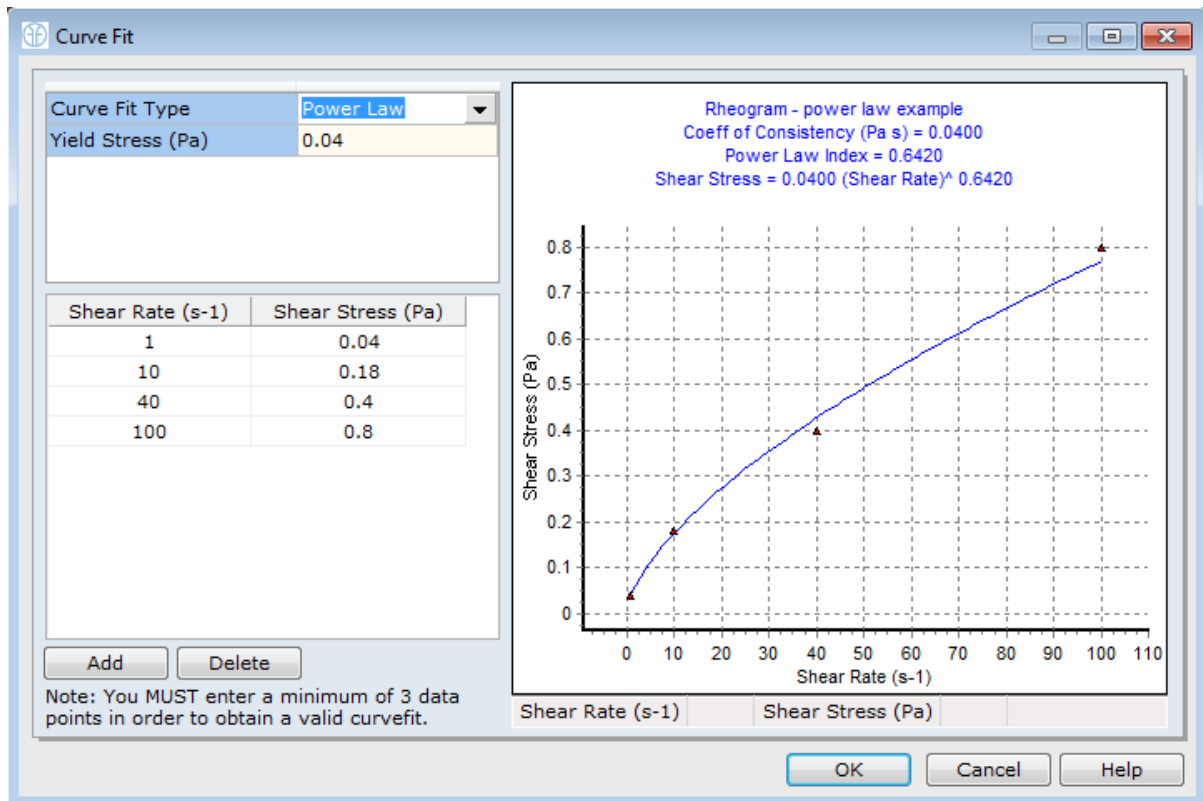 Curve Fit
Curve Fit Type Power Law
Yield Stress (Pa) 0.04
Shear Rate (s-1) Shear Stress (Pa)
1 0.04
10 0.18
40 0.4
100 0.8
Add Delete
Note: You MUST enter a minimum of 3 data
points in order to obtain a valid curvefit.
Rheogram - power law example
Coeff of Consistency (Pa s) = 0.0400
Power Law Index = 0.6420
Shear Stress = 0.0400 (Shear Rate)^ 0.6420
Shear Stress (Pa)
0.8
0.7
0.6
0.5
0.4
0.3
0.2
0.1
0
0 10 20 30 40 50 60 70 80 90 100 110
Shear Rate (s-1)
Shear Rate (s-1) Shear Stress (Pa)
OK Cancel Help